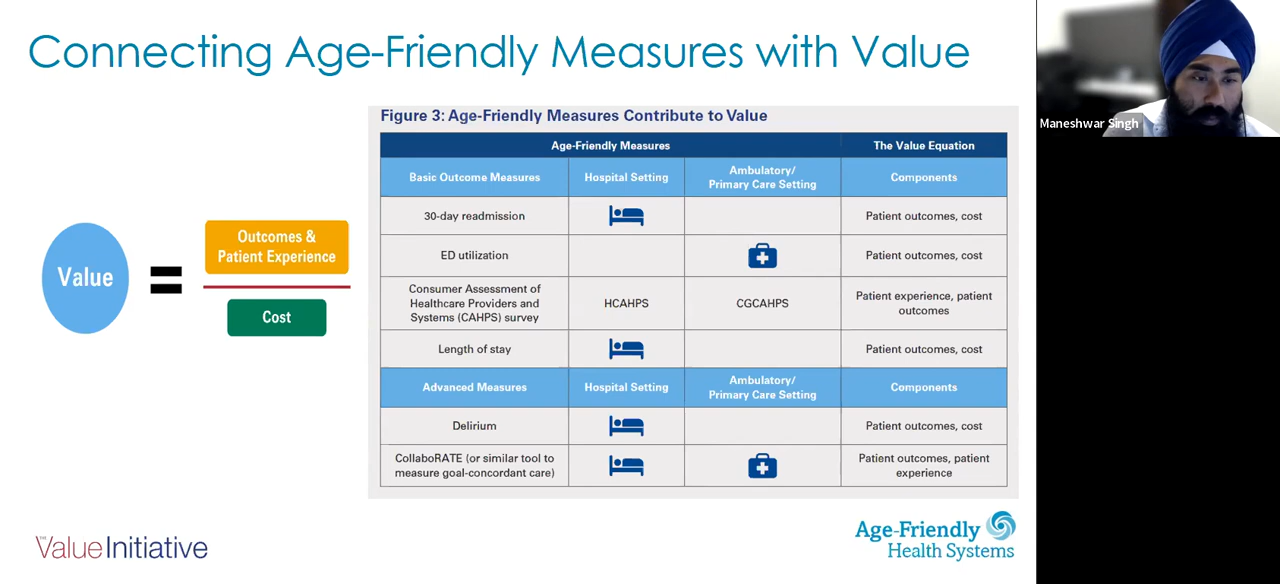 Connecting Age-Friendly Measures with Value
Maneshwar Singh
Value
=
Outcomes &
Patient Experience
Cost
Figure 3: Age-Friendly Measures Contribute to Value
Age-Friendly Measures
The Value Equation
Basic Outcome Measures
Hospital Setting
Ambulatory/
Primary Care Setting
Components
30-day readmission
Patient outcomes, cost
ED utilization
Patient outcomes, cost
Consumer Assessment of
Healthcare Providers and
Systems (CAHPS) survey
HCAHPS
CGCAHPS
Patient experience, patient
outcomes
Length of stay
Patient outcomes, cost
Advanced Measures
Hospital Setting
Ambulatory/
Primary Care Setting
Components
Delirium
Patient outcomes, cost
CollaboRATE (or similar tool to
measure goal-concordant care)
Patient outcomes, patient
experience
THE ValueInitiative
Age-Friendly
Health Systems